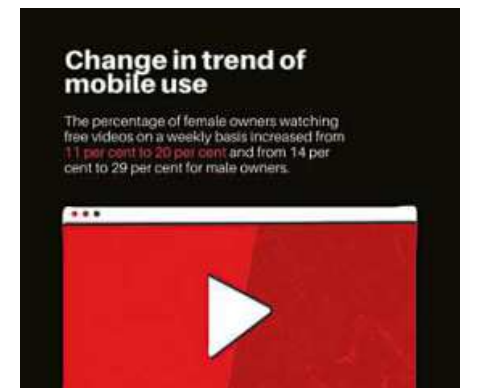 Change in trend of
mobile use
The percentage of female owners watching
free videos on a weekly basis increased from
11 per cent to 20 per cent and from 14 per
cent to 29 per cent for male owners.